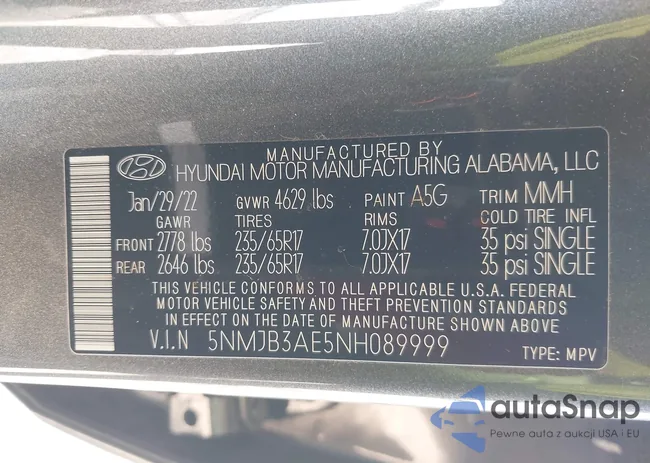 MANUFACTURED BY
HYUNDAI MOTOR MANUFACTURING ALABAMA, LLC
Jan/29/22 GVWR 4629 lbs PAINT A5G TRIM MMH
GAWR TIRES RIMS COLD TIRE INFL
FRONT 2778 lbs 235/65R17 7.0JX17 35 psi SINGLE
REAR 2646 lbs 235/65R17 7.0JX17 35 psi SINGLE
THIS VEHICLE CONFORMS TO ALL APPLICABLE U.S.A. FEDERAL
MOTOR VEHICLE SAFETY AND THEFT PREVENTION STANDARDS
IN EFFECT ON THE DATE OF MANUFACTURE SHOWN ABOVE
V.I.N 5NMJB3AE5NH089999 TYPE: MPV
autoSnap
Pewne auta z aukcji USA i EU